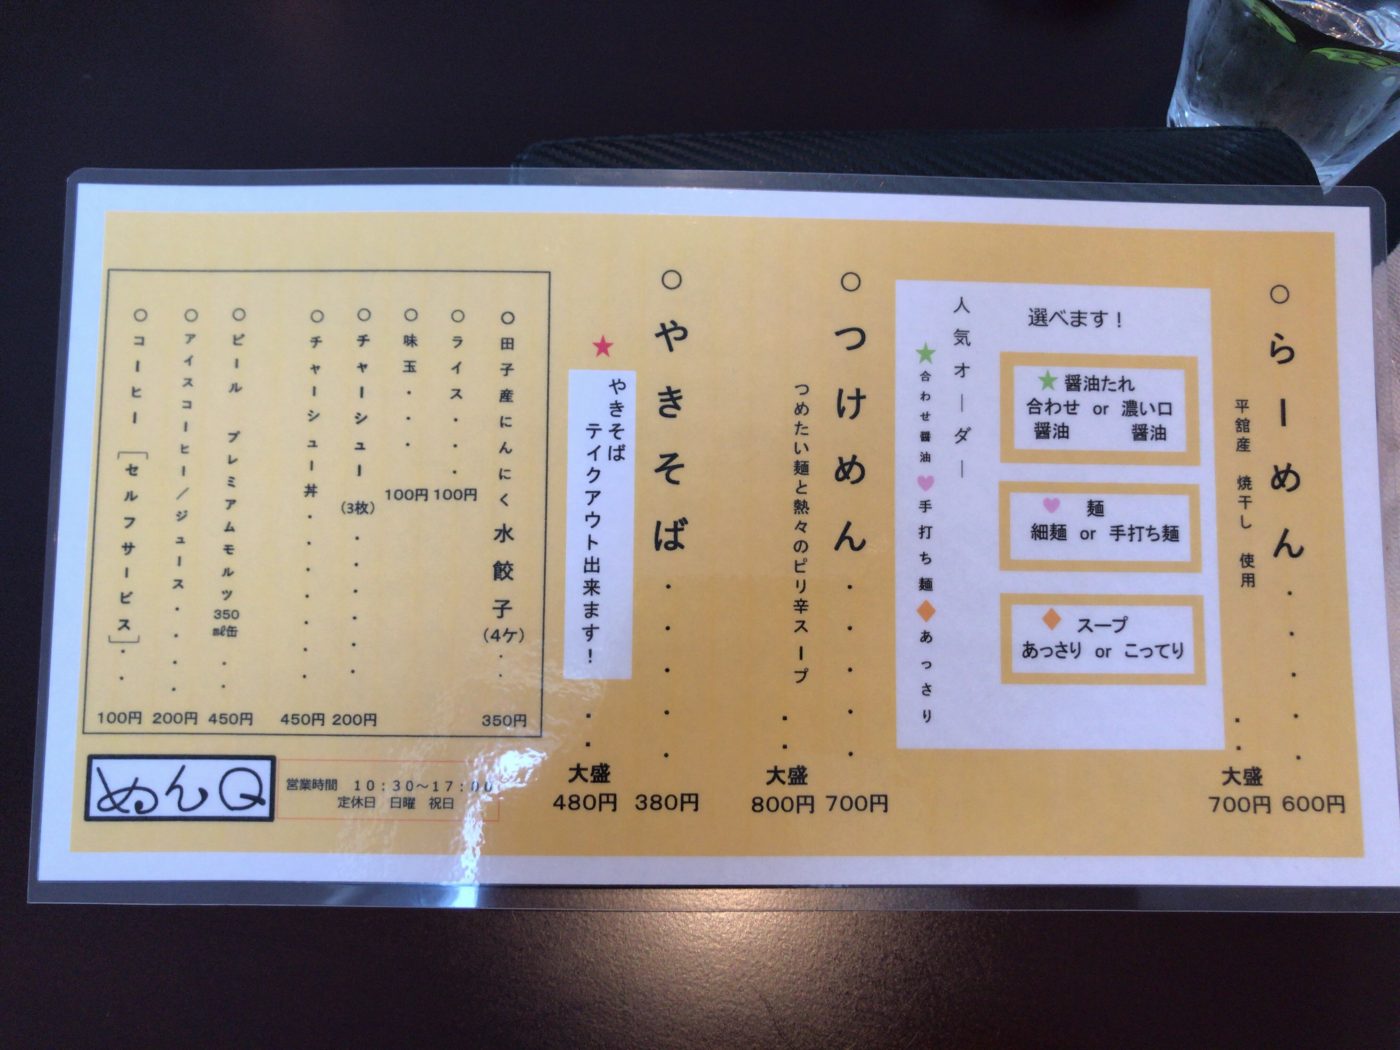 ○らーめん・・・・・
平舘産 焼干し 使用・・
大盛
700円 600円
選べます！
★醤油たれ
合わせ or 濃い口
醤油 醤油
♥ 麺
細麺 or 手打ち麺
◆ スープ
あっさり or こってり
人気オーダー
★合わせ醤油♥手打ち麺◆あっさり
○つけめん・・・・・
つめたい麺と熱々のピリ辛スープ・・
大盛
800円 700円
○やきそば・・・・・
★
やきそば
テイクアウト出来ます！
・・
大盛
480円 380円
○田子産にんにく水餃子(4ケ)・・
350円
○ライス・・・
100円
○味玉・・・
100円
○チャーシュー(3枚)・・・・・・
200円
○チャーシュー丼・・・・・・・
450円
○ビール プレミアムモルツ350㎖缶・・
450円
○アイスコーヒー／ジュース・・・・
200円
○コーヒー［セルフサービス］・・
100円
めんQ
営業時間 10:30～17:00
定休日 日曜 祝日